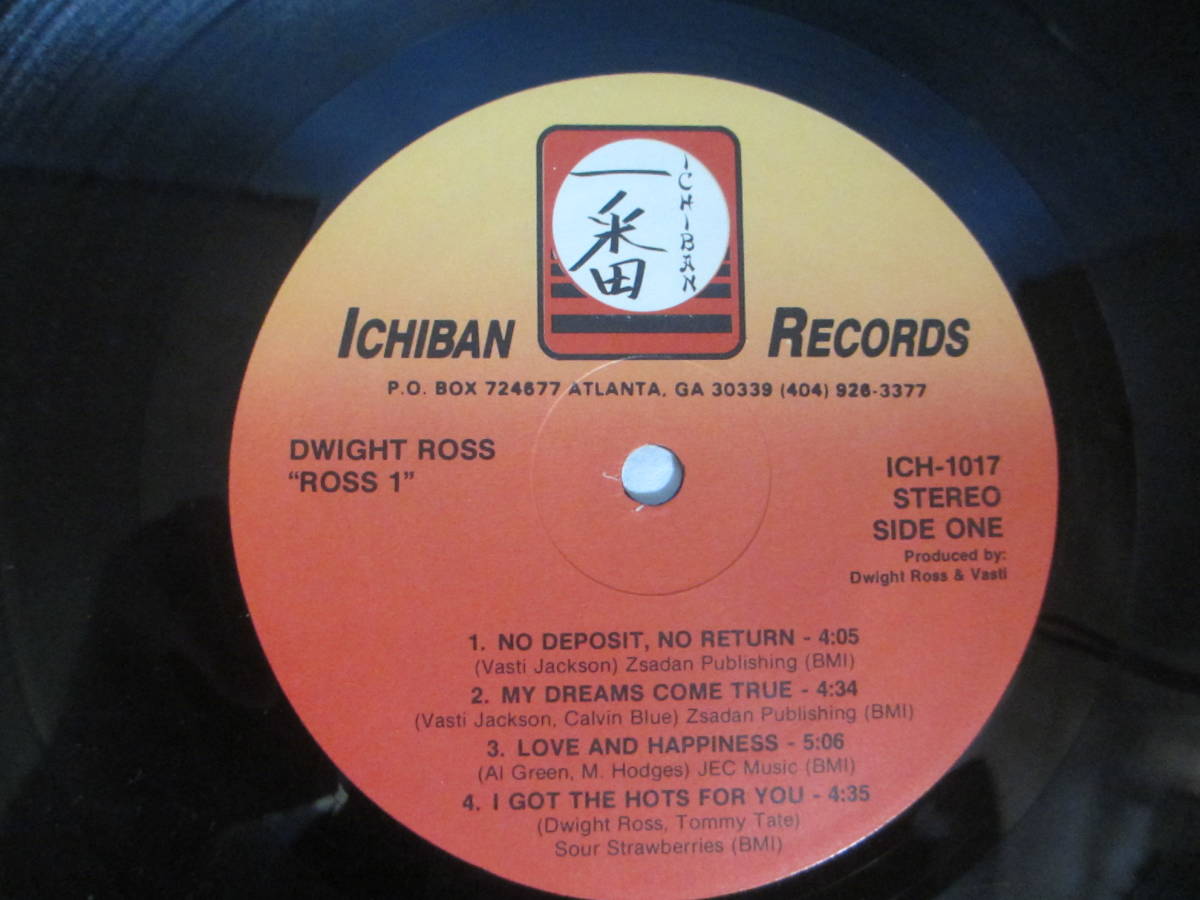 一番
ICHIBAN
ICHIBAN RECORDS
P.O. BOX 724677 ATLANTA, GA 30339 (404) 926-3377
DWIGHT ROSS
“ROSS 1”
ICH-1017
STEREO
SIDE ONE
Produced by:
Dwight Ross & Vasti
1. NO DEPOSIT, NO RETURN - 4:05
(Vasti Jackson) Zsadan Publishing (BMI)
2. MY DREAMS COME TRUE - 4:34
(Vasti Jackson, Calvin Blue) Zsadan Publishing (BMI)
3. LOVE AND HAPPINESS - 5:06
(Al Green, M. Hodges) JEC Music (BMI)
4. I GOT THE HOTS FOR YOU - 4:35
(Dwight Ross, Tommy Tate)
Sour Strawberries (BMI)